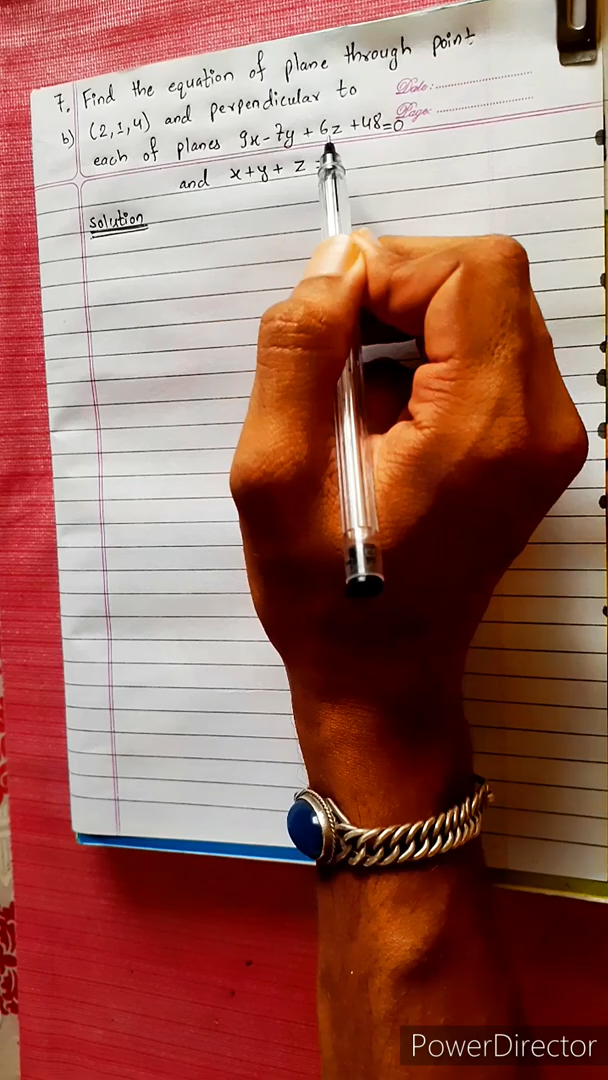 7. Find the equation of plane through point
b) (2,1,4) and perpendicular to
Date:
Page:
each of planes 9x-7y+6z+48=0
and x+y+z
solution
PowerDirector